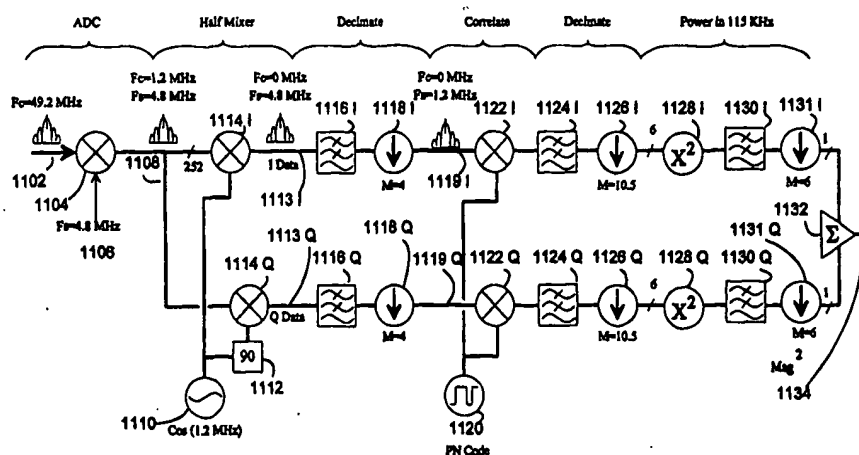 ADC Half Mixer Decimate Correlate Decimate Power in 115 KHz
Fc=49.2 MHz
Fc=1.2 MHz
Fs=4.8 MHz
Fc=0 MHz
Fs=4.8 MHz
Fc=0 MHz
Fs=1.2 MHz
1114 I
1116 I
1118 I
1122 I
1124 I
1126 I
1128 I
1130 I
1131 I
1102
1104
1108
252
I Data
1113 I
M=4
1119 I
M=10.5
6
X²
M=6
1
Fs=4.8 MHz
1106
1132
Σ
1114 Q
1113 Q
1116 Q
1118 Q
1119 Q
1122 Q
1124 Q
1126 Q
1128 Q
1130 Q
1131 Q
Q Data
M=4
M=10.5
6
X²
M=6
1
90
1112
Mag²
1134
1110
Cos (1.2 MHz)
1120
PN Code